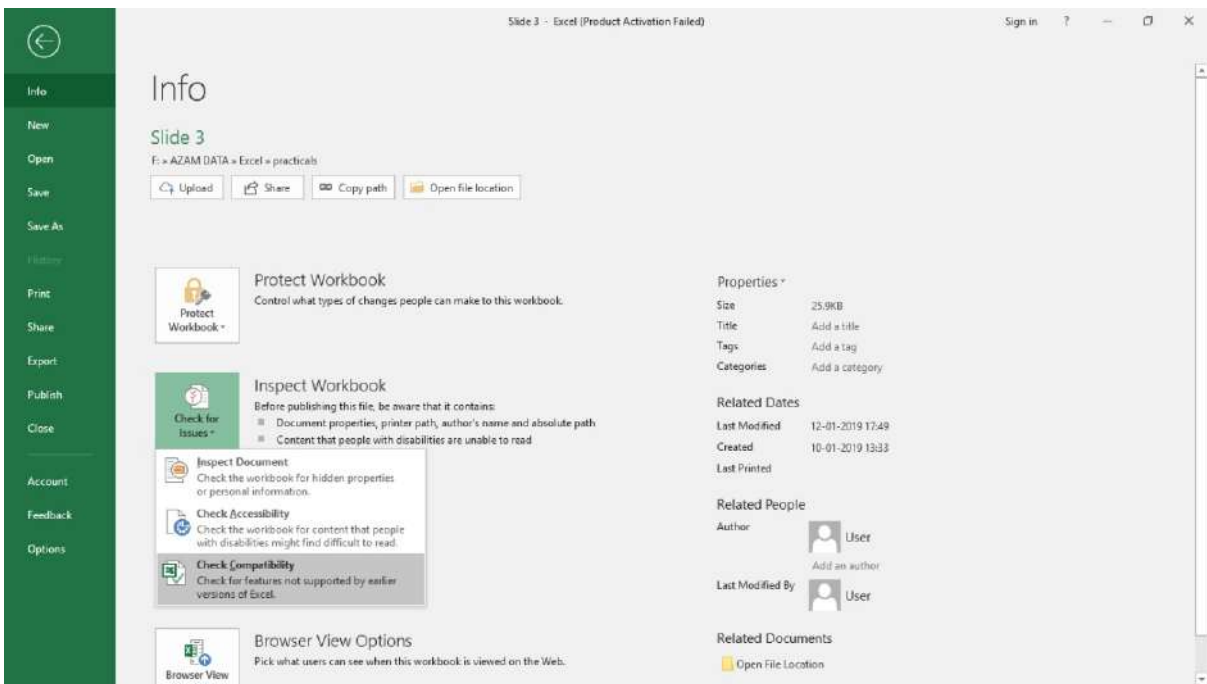 Slide 3 - Excel (Product Activation Failed)
Sign in ?
Info
New
Open
Save
Save As
History
Print
Share
Export
Publish
Close
Account
Feedback
Options
Info
Slide 3
F: » AZAM DATA » Excel » practicals
Upload
Share
Copy path
Open file location
Protect
Workbook
Protect Workbook
Control what types of changes people can make to this workbook.
Check for
Issues
Inspect Workbook
Before publishing this file, be aware that it contains:
Document properties, printer path, author's name and absolute path
Content that people with disabilities are unable to read
Inspect Document
Check the workbook for hidden properties
or personal information.
Check Accessibility
Check the workbook for content that people
with disabilities might find difficult to read.
Check Compatibility
Check for features not supported by earlier
versions of Excel.
Browser View
Browser View Options
Pick what users can see when this workbook is viewed on the Web.
Properties
Size 25.9KB
Title Add a title
Tags Add a tag
Categories Add a category
Related Dates
Last Modified 12-01-2019 17:49
Created 10-01-2019 13:33
Last Printed
Related People
Author User
Add an author
Last Modified By User
Related Documents
Open File Location